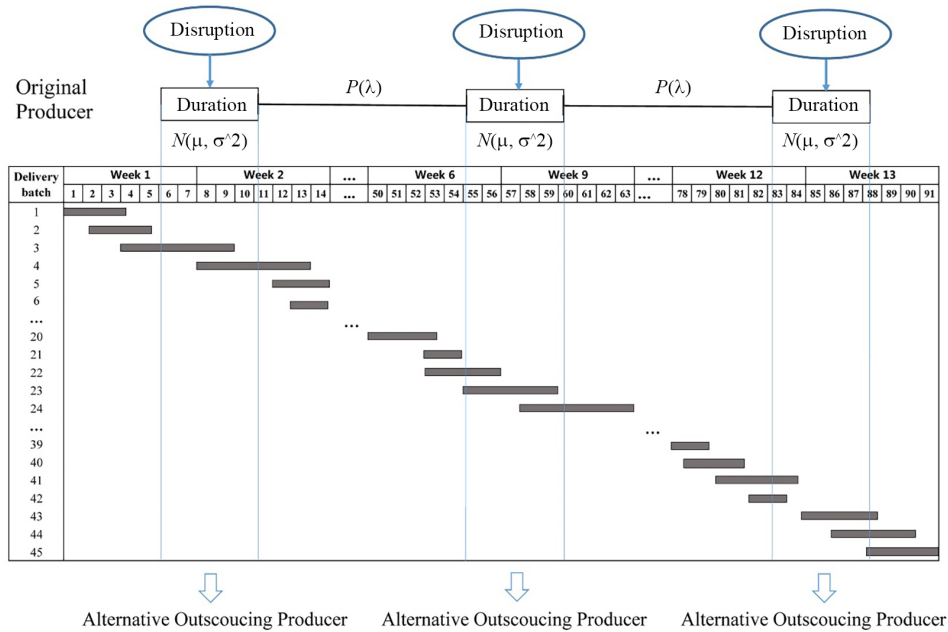 Disruption Disruption Disruption
Original
Producer
Duration P(λ) Duration P(λ) Duration
N(μ, σ^2) N(μ, σ^2) N(μ, σ^2)
Delivery
batch
Week 1 Week 2 ... Week 6 Week 9 ... Week 12 Week 13
1 2 3 4 5 6 7 8 9 10 11 12 13 14 ... 50 51 52 53 54 55 56 57 58 59 60 61 62 63 ... 78 79 80 81 82 83 84 85 86 87 88 89 90 91
1
2
3
4
5
6
... ...
20
21
22
23
24
... ...
39
40
41
42
43
44
45
Alternative Outscoucing Producer Alternative Outscoucing Producer Alternative Outscoucing Producer